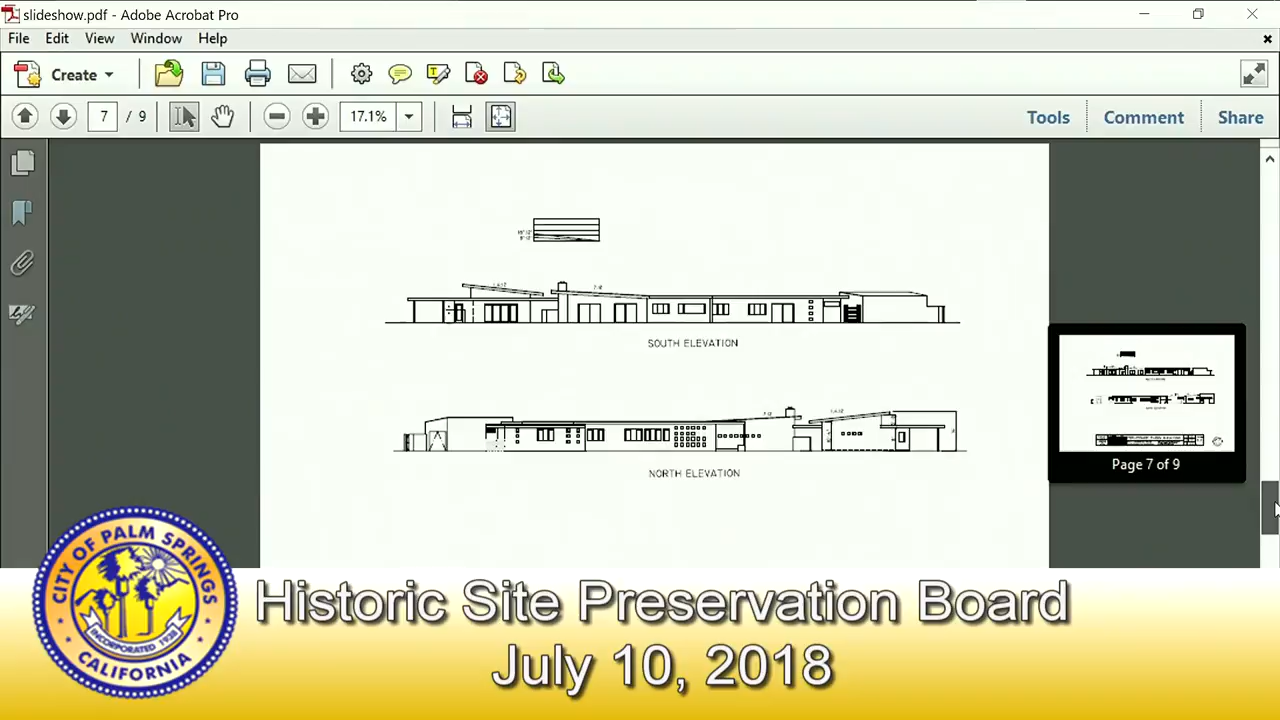 slideshow.pdf - Adobe Acrobat Pro
File Edit View Window Help
Create
7 / 9 17.1% Tools Comment Share
SOUTH ELEVATION
NORTH ELEVATION
Page 7 of 9
CITY OF PALM SPRINGS
INCORPORATED 1938
CALIFORNIA
Historic Site Preservation Board
July 10, 2018